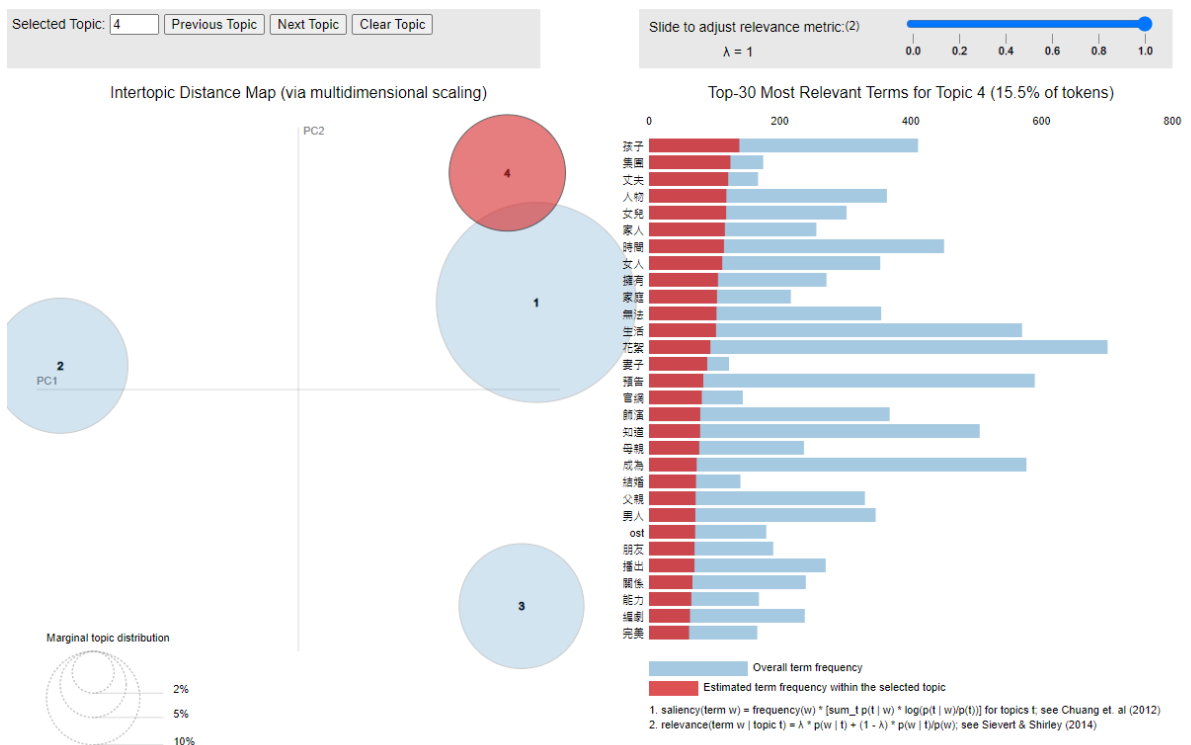 Selected Topic: 4 Previous Topic Next Topic Clear Topic
Slide to adjust relevance metric:(2)
λ = 1
0.0 0.2 0.4 0.6 0.8 1.0
Intertopic Distance Map (via multidimensional scaling)
PC2
PC1
4
1
2
3
Marginal topic distribution
2%
5%
10%
Top-30 Most Relevant Terms for Topic 4 (15.5% of tokens)
0 200 400 600 800
孩子
集團
丈夫
人物
女兒
家人
時間
女人
擁有
家庭
無法
生活
花絮
妻子
預告
官網
飾演
知道
母親
成為
結婚
父親
男人
ost
朋友
播出
關係
能力
編劇
完美
Overall term frequency
Estimated term frequency within the selected topic
1. saliency(term w) = frequency(w) * [sum_t p(t | w) * log(p(t | w)/p(t))] for topics t; see Chuang et. al (2012)
2. relevance(term w | topic t) = λ * p(w | t) + (1 - λ) * p(w | t)/p(w); see Sievert & Shirley (2014)